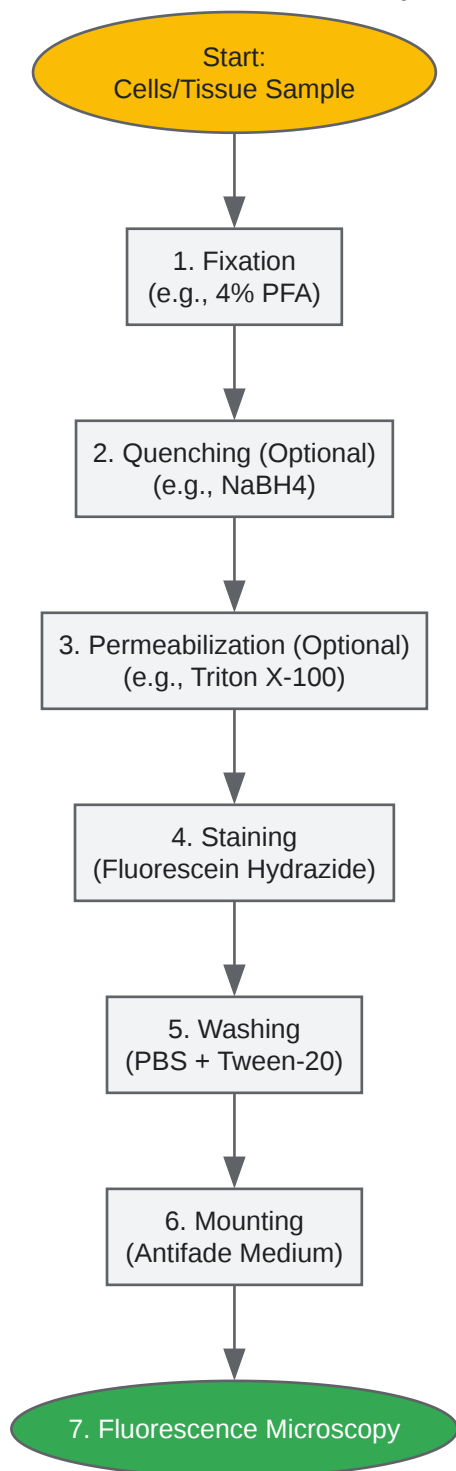 Start:
Cells/Tissue Sample
1. Fixation
(e.g., 4% PFA)
2. Quenching (Optional)
(e.g., NaBH4)
3. Permeabilization (Optional)
(e.g., Triton X-100)
4. Staining
(Fluorescein Hydrazide)
5. Washing
(PBS + Tween-20)
6. Mounting
(Antifade Medium)
7. Fluorescence Microscopy